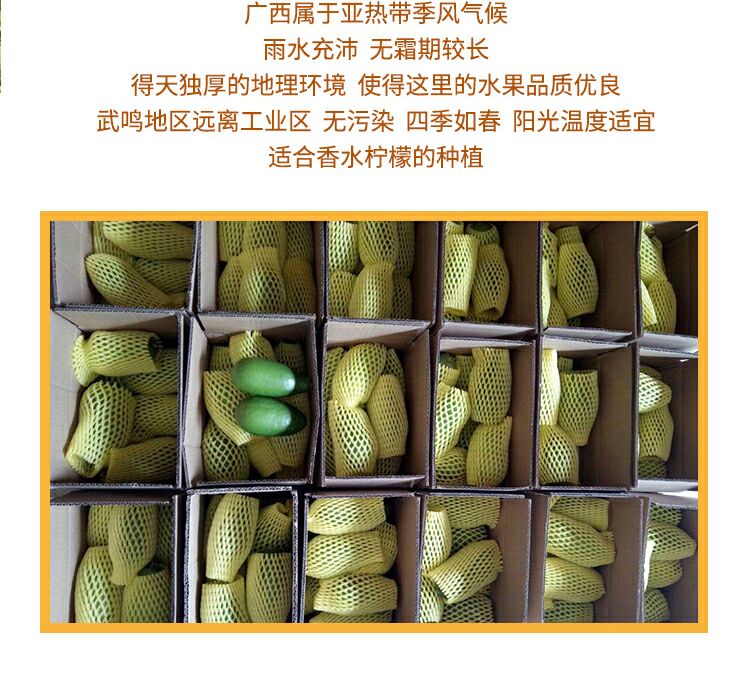 广西属于亚热带季风气候
雨水充沛 无霜期较长
得天独厚的地理环境 使得这里的水果品质优良
武鸣地区远离工业区 无污染 四季如春 阳光温度适宜
适合香水柠檬的种植